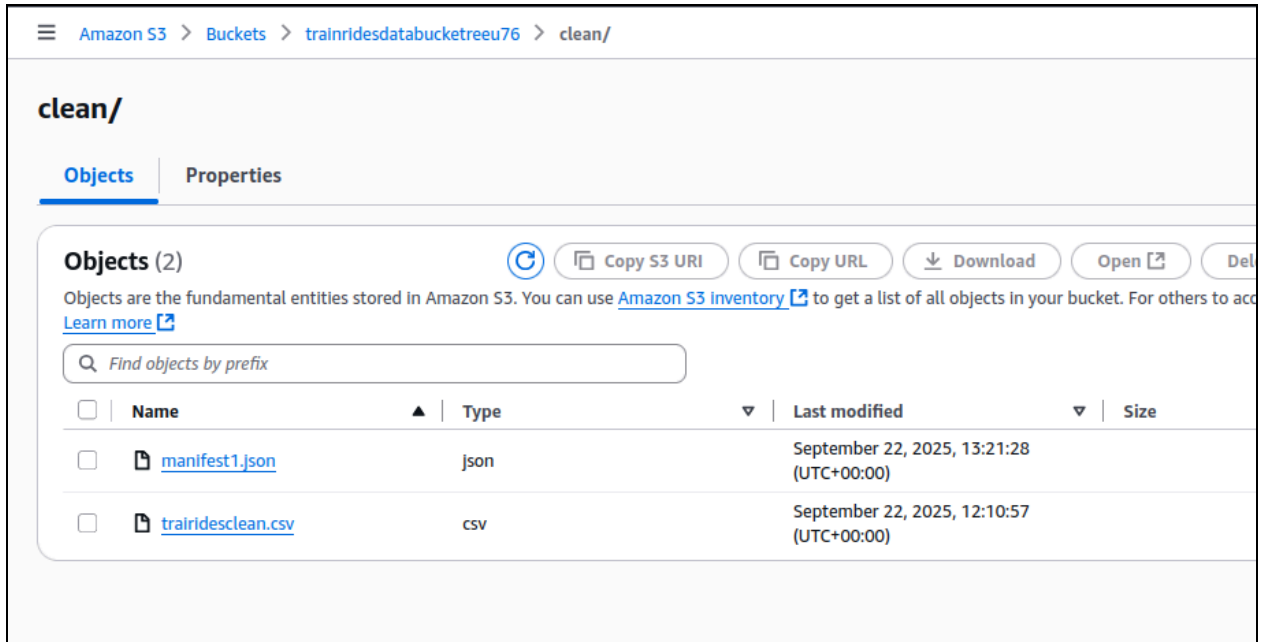 Amazon S3 > Buckets > trainridesdatabucketreeu76 > clean/
clean/
Objects Properties
Objects (2) Copy S3 URI Copy URL Download Open Del
Objects are the fundamental entities stored in Amazon S3. You can use Amazon S3 inventory to get a list of all objects in your bucket. For others to acc
Learn more
Find objects by prefix
Name Type Last modified Size
manifest1.json json September 22, 2025, 13:21:28
(UTC+00:00)
trairidesclean.csv csv September 22, 2025, 12:10:57
(UTC+00:00)